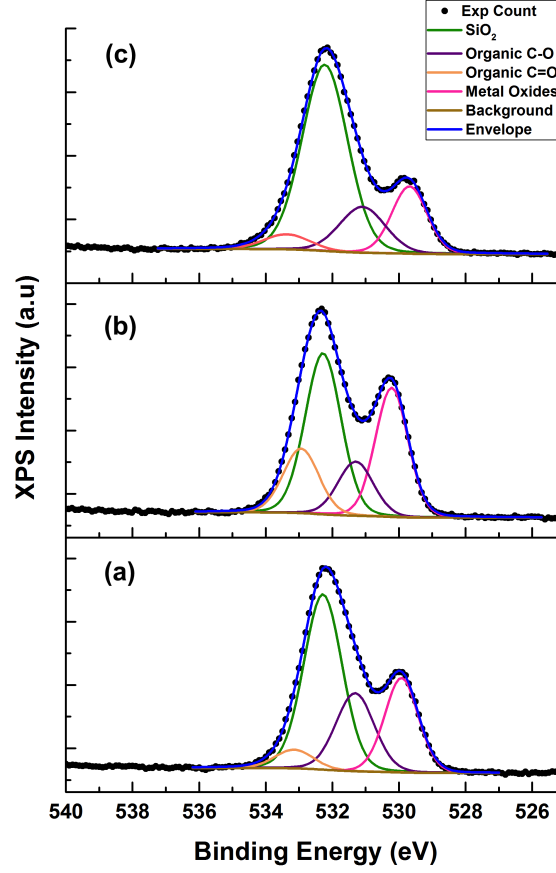 Exp Count
SiO₂
Organic C-O
Organic C=O
Metal Oxides
Background
Envelope
(c)
(b)
(a)
XPS Intensity (a.u)
540 538 536 534 532 530 528 526
Binding Energy (eV)